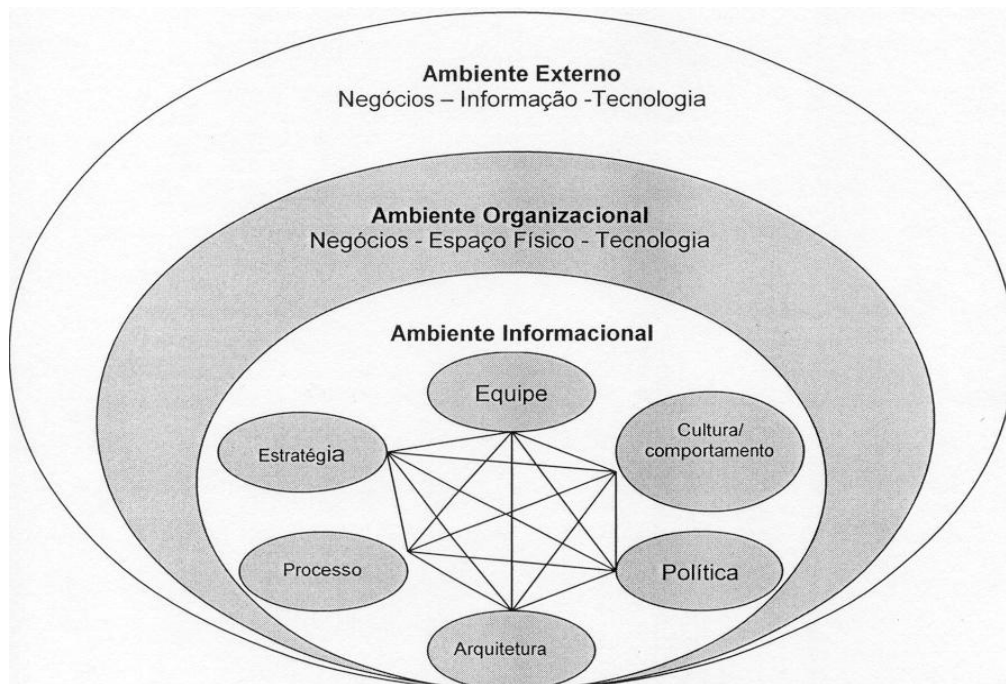 Ambiente Externo
Negócios – Informação -Tecnologia
Ambiente Organizacional
Negócios - Espaço Físico - Tecnologia
Ambiente Informacional
Equipe
Cultura/
comportamento
Estratégia
Processo
Política
Arquitetura